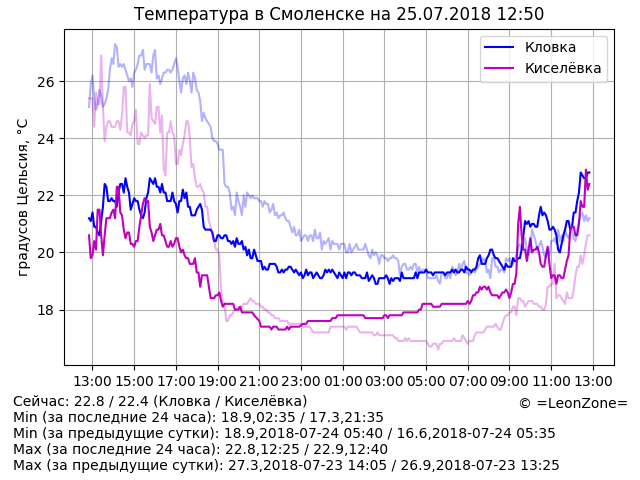 Температура в Смоленске на 25.07.2018 12:50
Кловка
Киселёвка
градусов Цельсия, °C
26
24
22
20
18
13:00 15:00 17:00 19:00 21:00 23:00 01:00 03:00 05:00 07:00 09:00 11:00 13:00
Сейчас: 22.8 / 22.4 (Кловка / Киселёвка)
© =LeonZone=
Min (за последние 24 часа): 18.9,02:35 / 17.3,21:35
Min (за предыдущие сутки): 18.9,2018-07-24 05:40 / 16.6,2018-07-24 05:35
Max (за последние 24 часа): 22.8,12:25 / 22.9,12:40
Max (за предыдущие сутки): 27.3,2018-07-23 14:05 / 26.9,2018-07-23 13:25